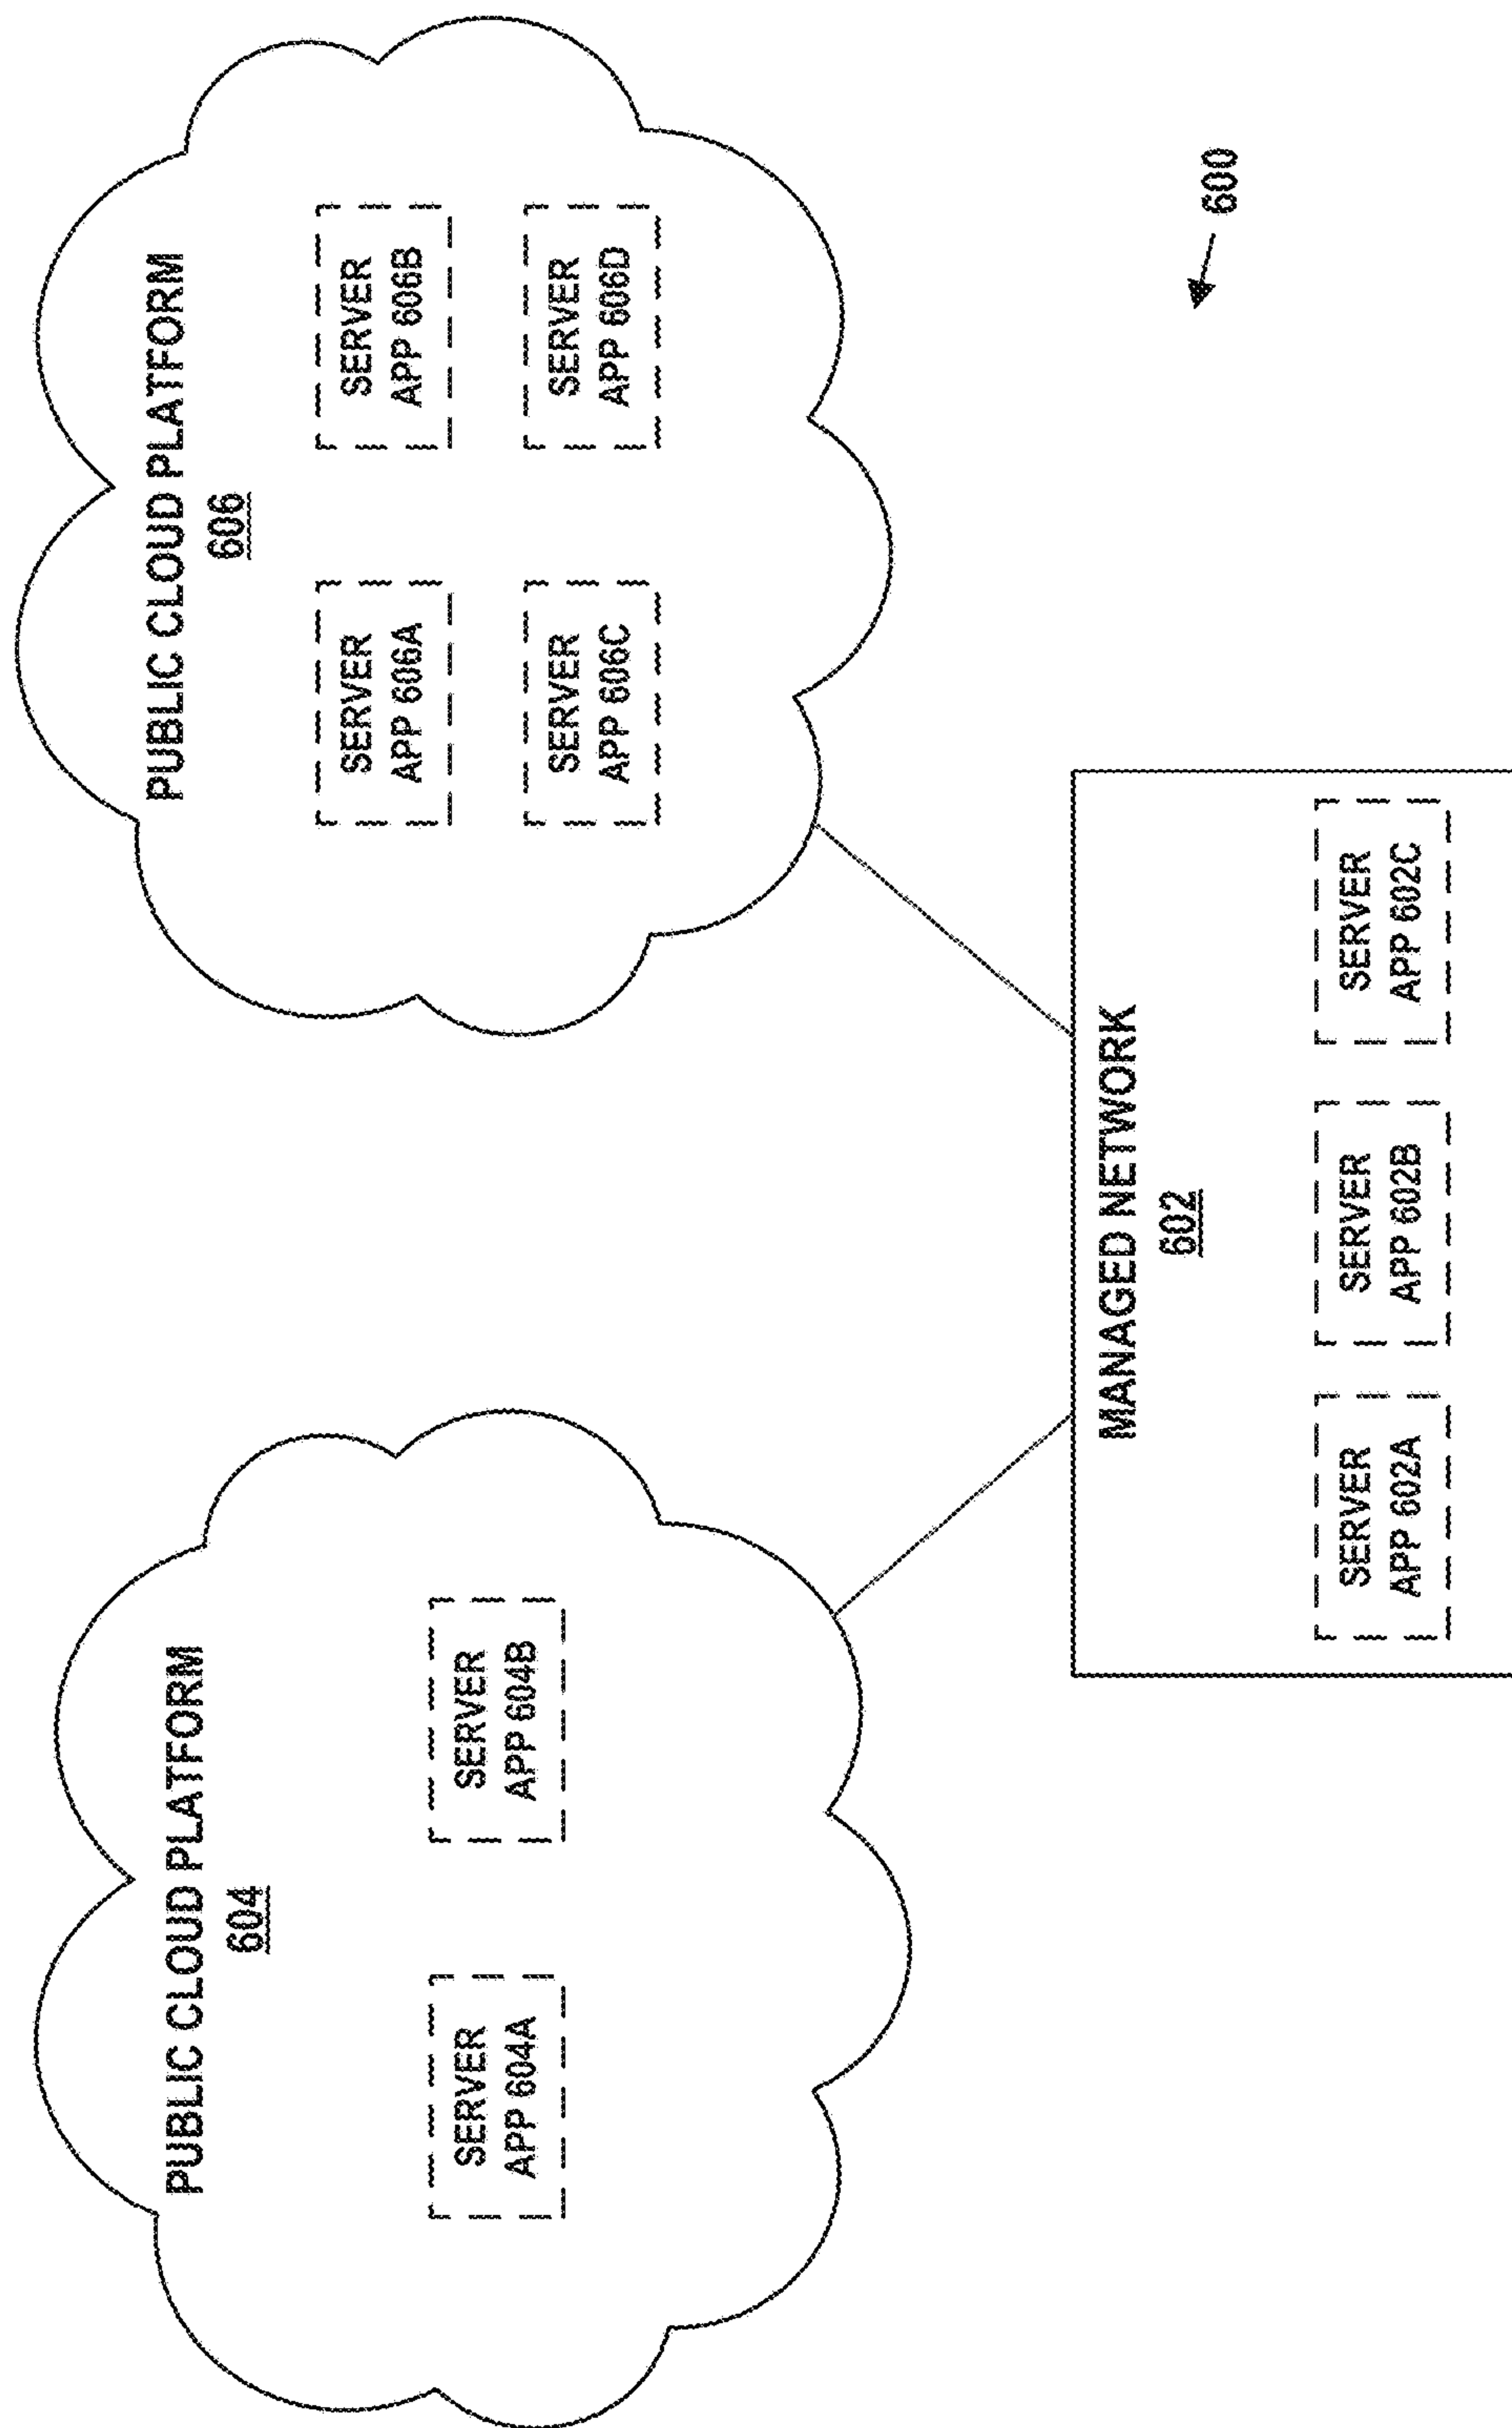 PUBLIC CLOUD PLATFORM
604
SERVER
APP 604A
SERVER
APP 604B
PUBLIC CLOUD PLATFORM
606
SERVER
APP 606A
SERVER
APP 606B
SERVER
APP 606C
SERVER
APP 606D
MANAGED NETWORK
602
SERVER
APP 602A
SERVER
APP 602B
SERVER
APP 602C
600